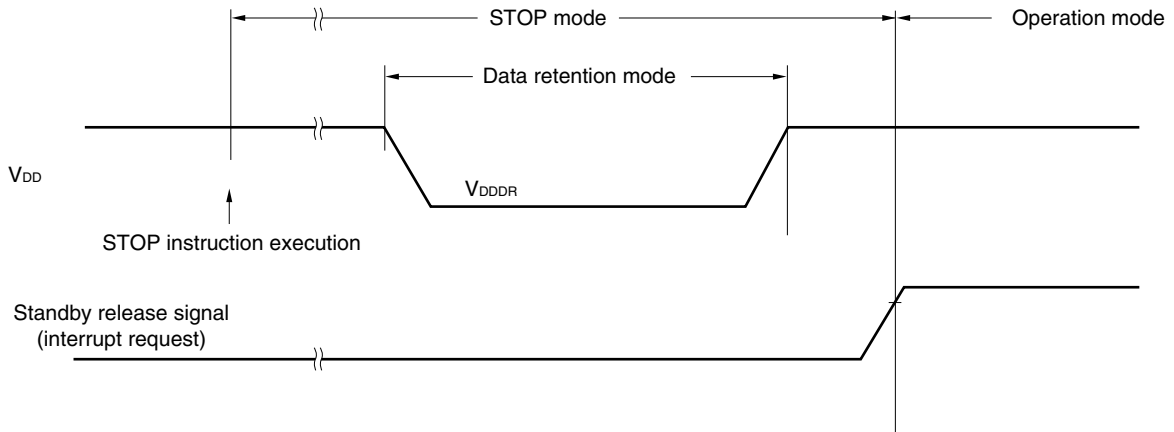 STOP mode
Operation mode
Data retention mode
VDD
VDDDR
STOP instruction execution
Standby release signal
(interrupt request)